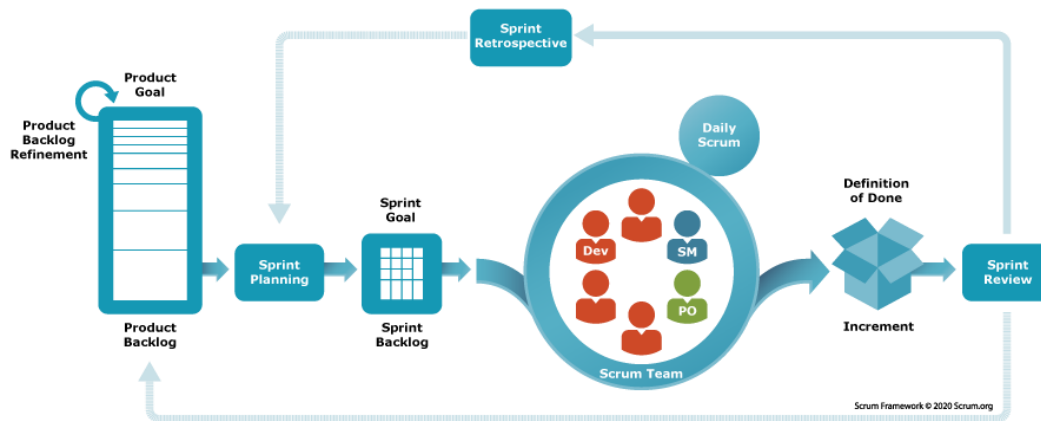 Sprint
Retrospective
Product
Goal
Product
Backlog
Refinement
Daily
Scrum
Definition
of Done
Sprint
Goal
Dev
SM
Sprint
Planning
Sprint
Review
PO
Product
Backlog
Sprint
Backlog
Increment
Scrum Team
Scrum Framework © 2020 Scrum.org